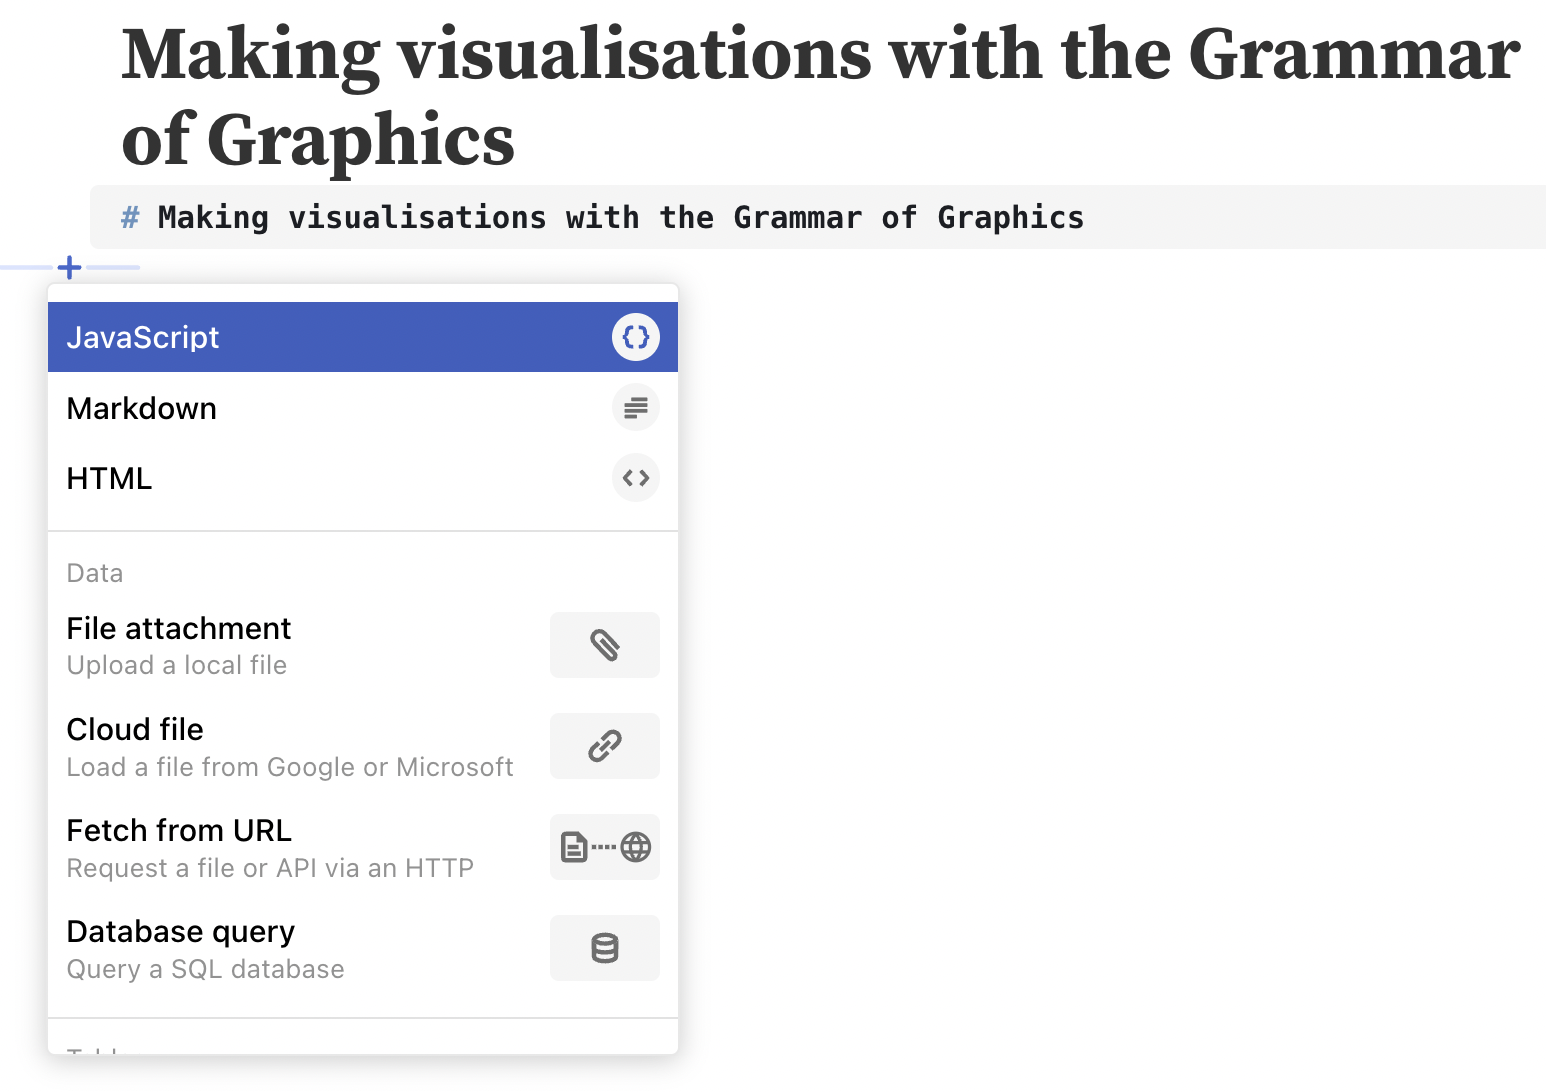 Making visualisations with the Grammar
of Graphics
# Making visualisations with the Grammar of Graphics
JavaScript
Markdown
HTML
Data
File attachment
Upload a local file
Cloud file
Load a file from Google or Microsoft
Fetch from URL
Request a file or API via an HTTP
Database query
Query a SQL database